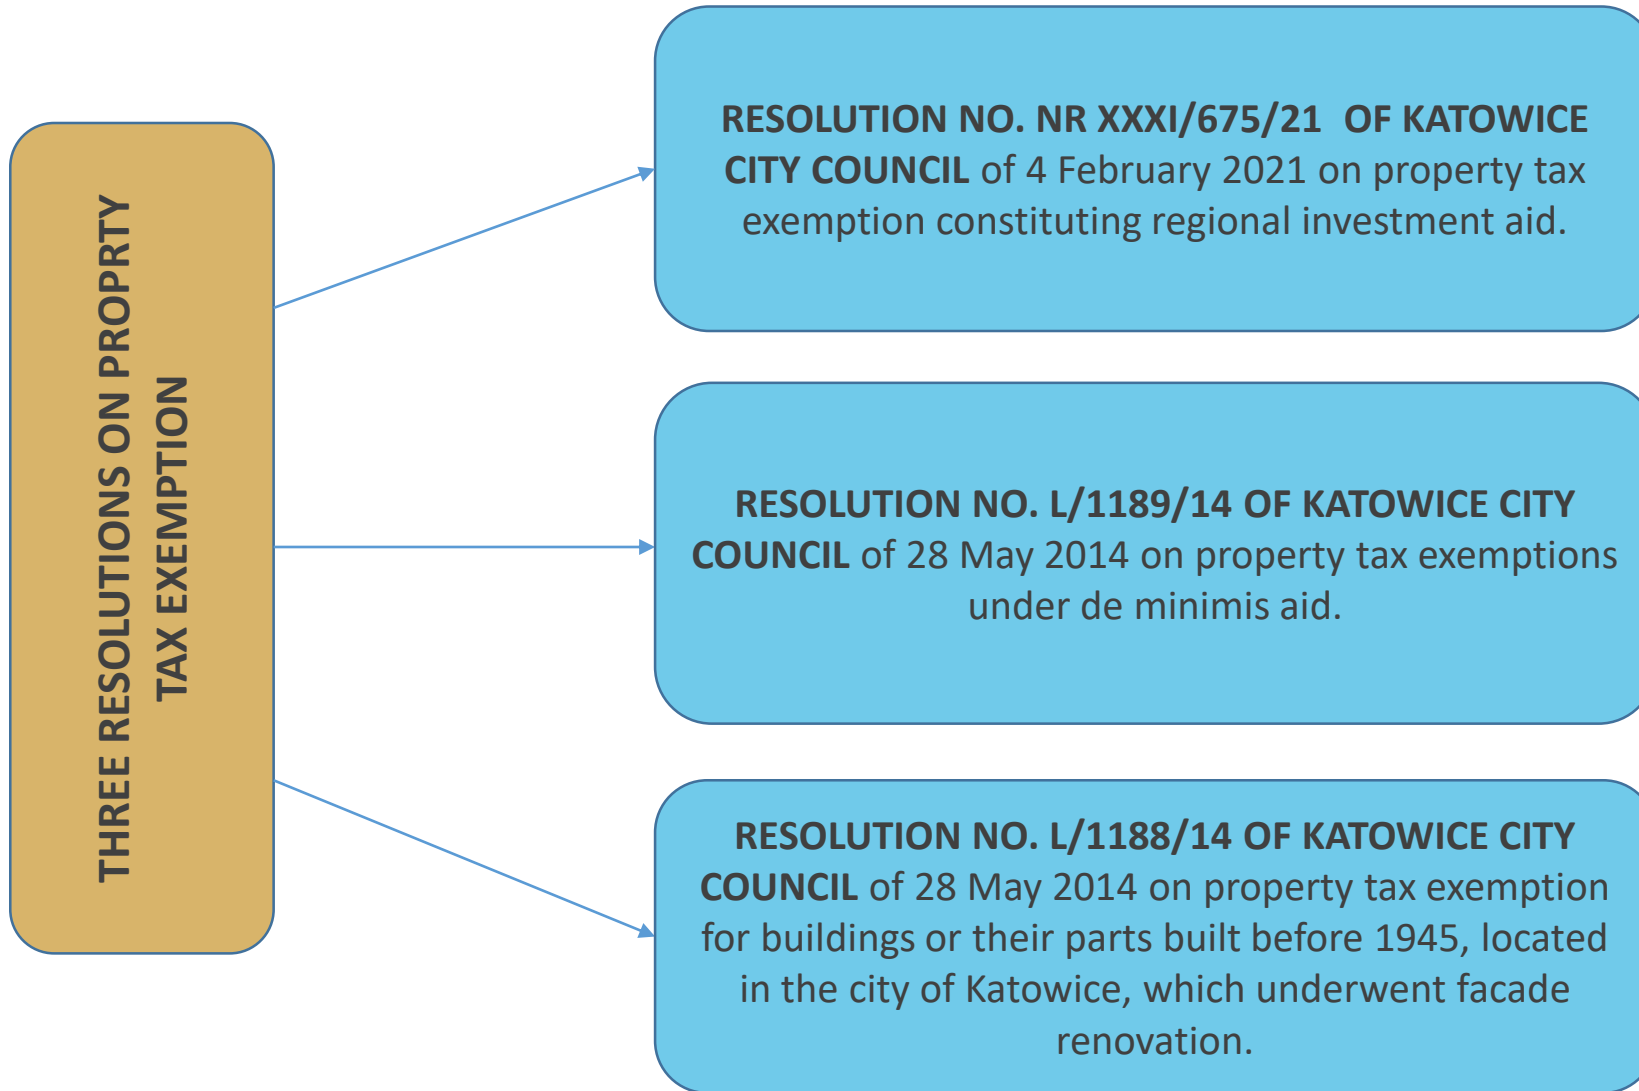 THREE RESOLUTIONS ON PROPRTY
TAX EXEMPTION
RESOLUTION NO. NR XXXI/675/21 OF KATOWICE
CITY COUNCIL of 4 February 2021 on property tax
exemption constituting regional investment aid.
RESOLUTION NO. L/1189/14 OF KATOWICE CITY
COUNCIL of 28 May 2014 on property tax exemptions
under de minimis aid.
RESOLUTION NO. L/1188/14 OF KATOWICE CITY
COUNCIL of 28 May 2014 on property tax exemption
for buildings or their parts built before 1945, located
in the city of Katowice, which underwent facade
renovation.